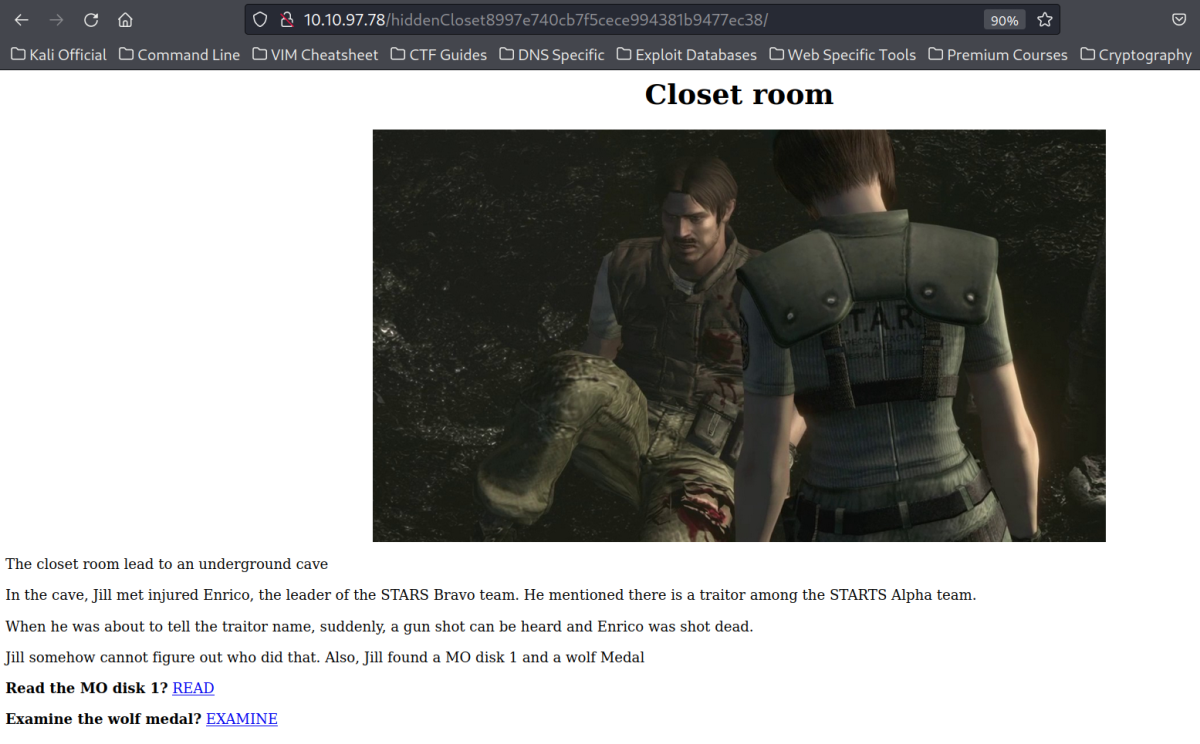 10.10.97.78/hiddenCloset8997e740cb7f5cece994381b9477ec38/ 90%
Kali Official Command Line VIM Cheatsheet CTF Guides DNS Specific Exploit Databases Web Specific Tools Premium Courses Cryptography
Closet room
.T.A.R.
The closet room lead to an underground cave
In the cave, Jill met injured Enrico, the leader of the STARS Bravo team. He mentioned there is a traitor among the STARTS Alpha team.
When he was about to tell the traitor name, suddenly, a gun shot can be heard and Enrico was shot dead.
Jill somehow cannot figure out who did that. Also, Jill found a MO disk 1 and a wolf Medal
Read the MO disk 1? READ
Examine the wolf medal? EXAMINE